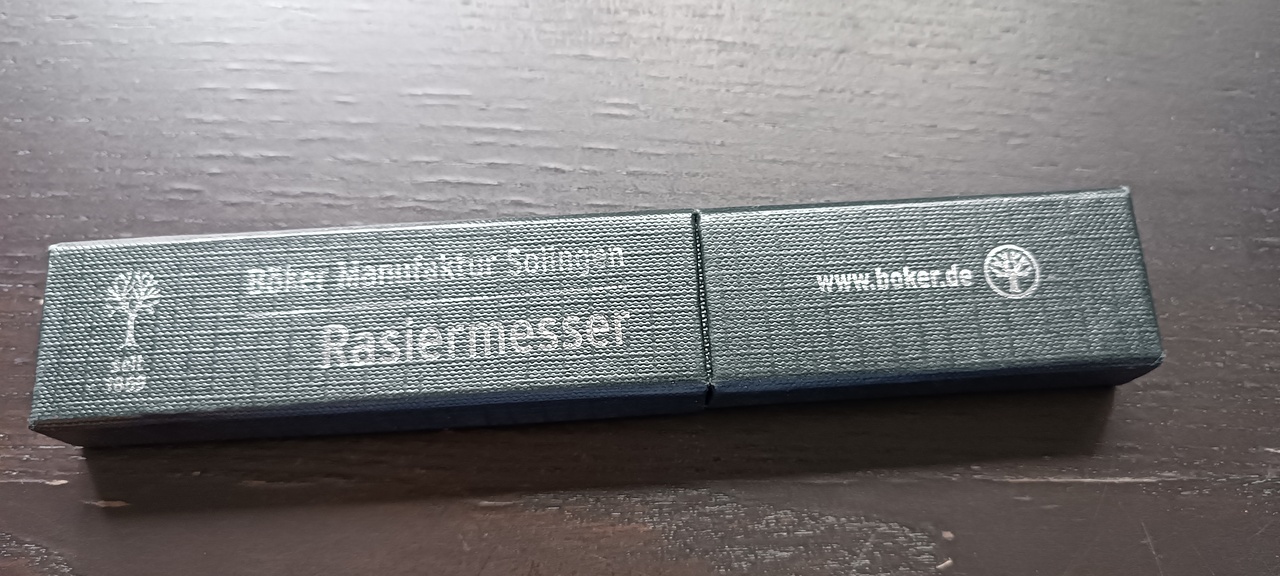 Böker Manufaktur Solingen
Rasiermesser
seit
1869
www.boker.de